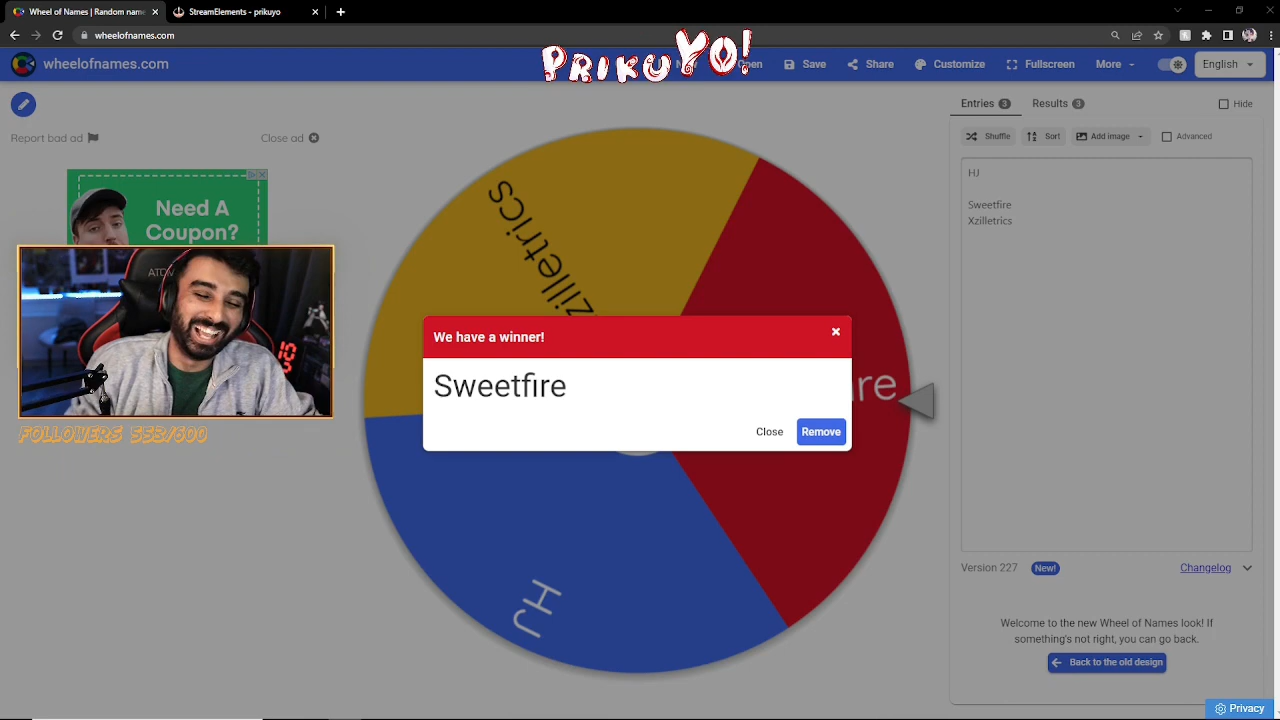 Wheel of Names | Random name
StreamElements - prikuyo
wheelofnames.com
wheelofnames.com
PRIKUYO!
Save
Share
Customize
Fullscreen
More
English
Report bad ad
Close ad
Need A
Coupon?
FOLLOWERS 553/600
Sweetfire
HJ
We have a winner!
Sweetfire
Close
Remove
Entries 3
Results 3
Hide
Shuffle
Sort
Add image
Advanced
HJ
Sweetfire
Xzilletrics
Version 227
New!
Changelog
Welcome to the new Wheel of Names look! If
something's not right, you can go back.
Back to the old design
Privacy